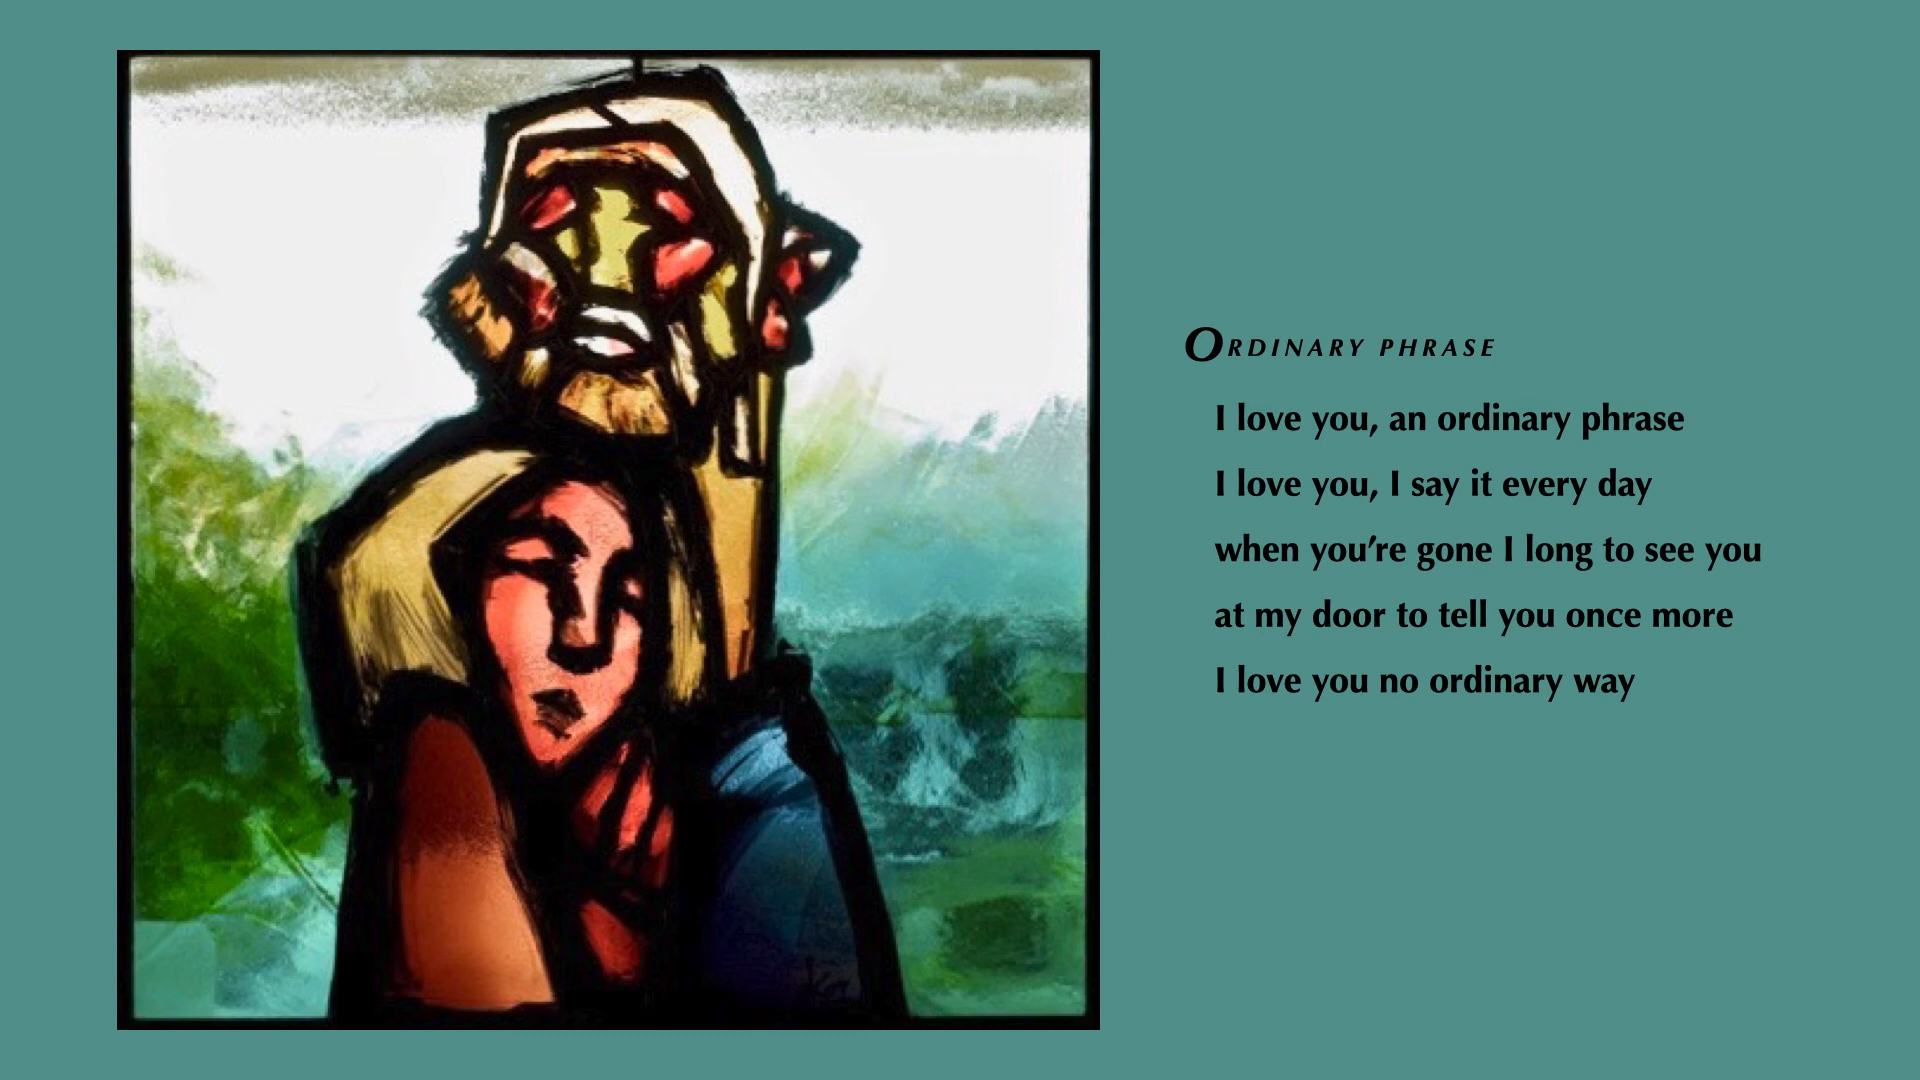 ORDINARY PHRASE
I love you, an ordinary phrase
I love you, I say it every day
when you’re gone I long to see you
at my door to tell you once more
I love you no ordinary way